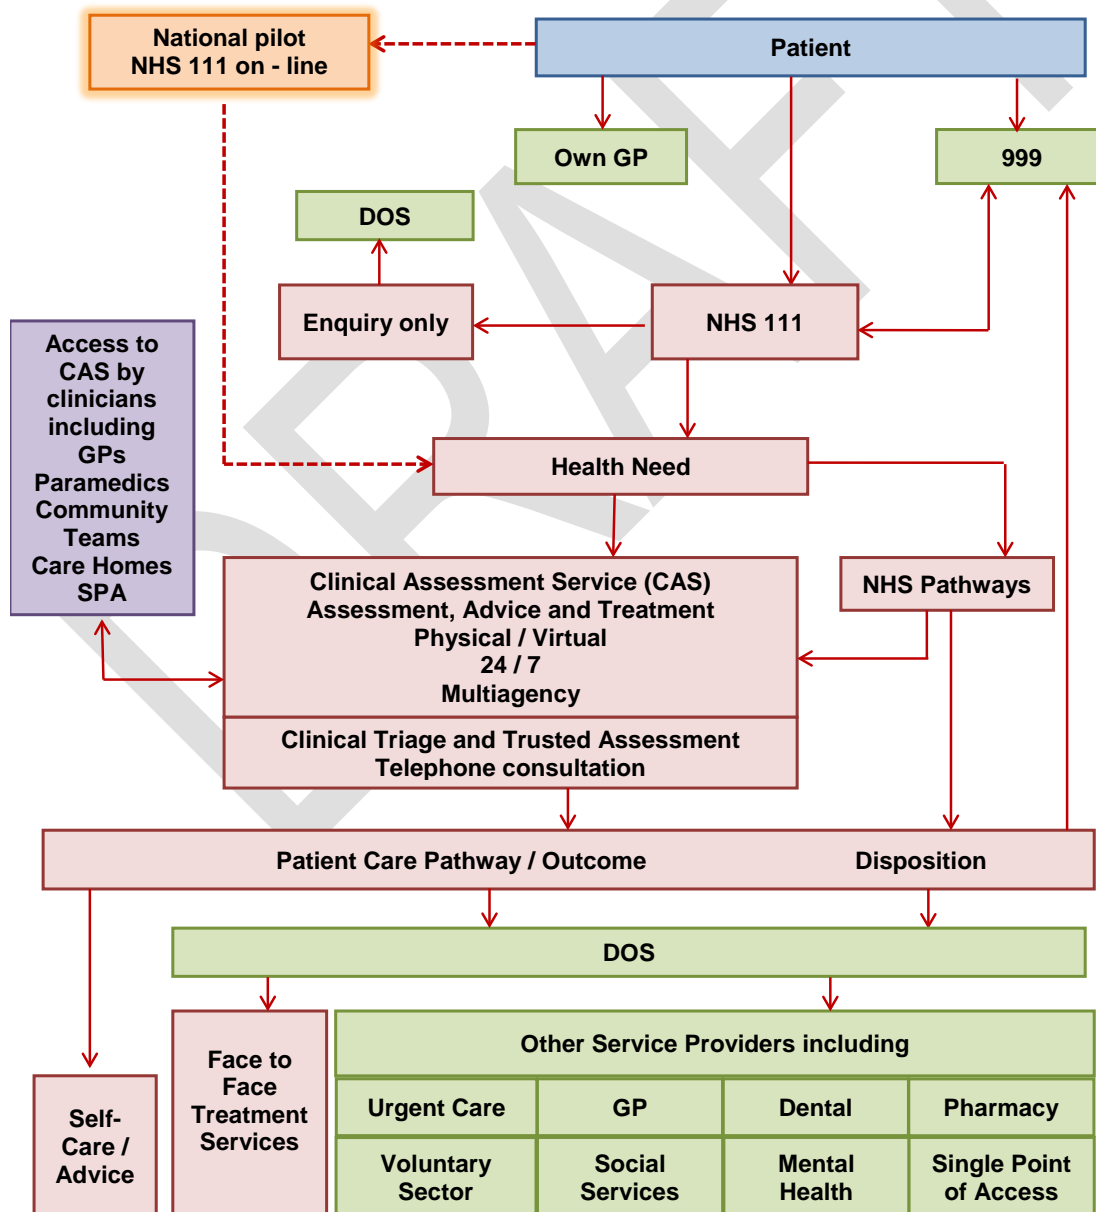 National pilot
NHS 111 on - line
Patient
Own GP
999
DOS
Enquiry only
NHS 111
Access to
CAS by
clinicians
including
GPs
Paramedics
Community
Teams
Care Homes
SPA
Health Need
Clinical Assessment Service (CAS)
Assessment, Advice and Treatment
Physical / Virtual
24 / 7
Multiagency
NHS Pathways
Clinical Triage and Trusted Assessment
Telephone consultation
Patient Care Pathway / Outcome
Disposition
DOS
Self-
Care /
Advice
Face to
Face
Treatment
Services
Other Service Providers including
Urgent Care
GP
Dental
Pharmacy
Voluntary
Sector
Social
Services
Mental
Health
Single Point
of Access
DRAFT